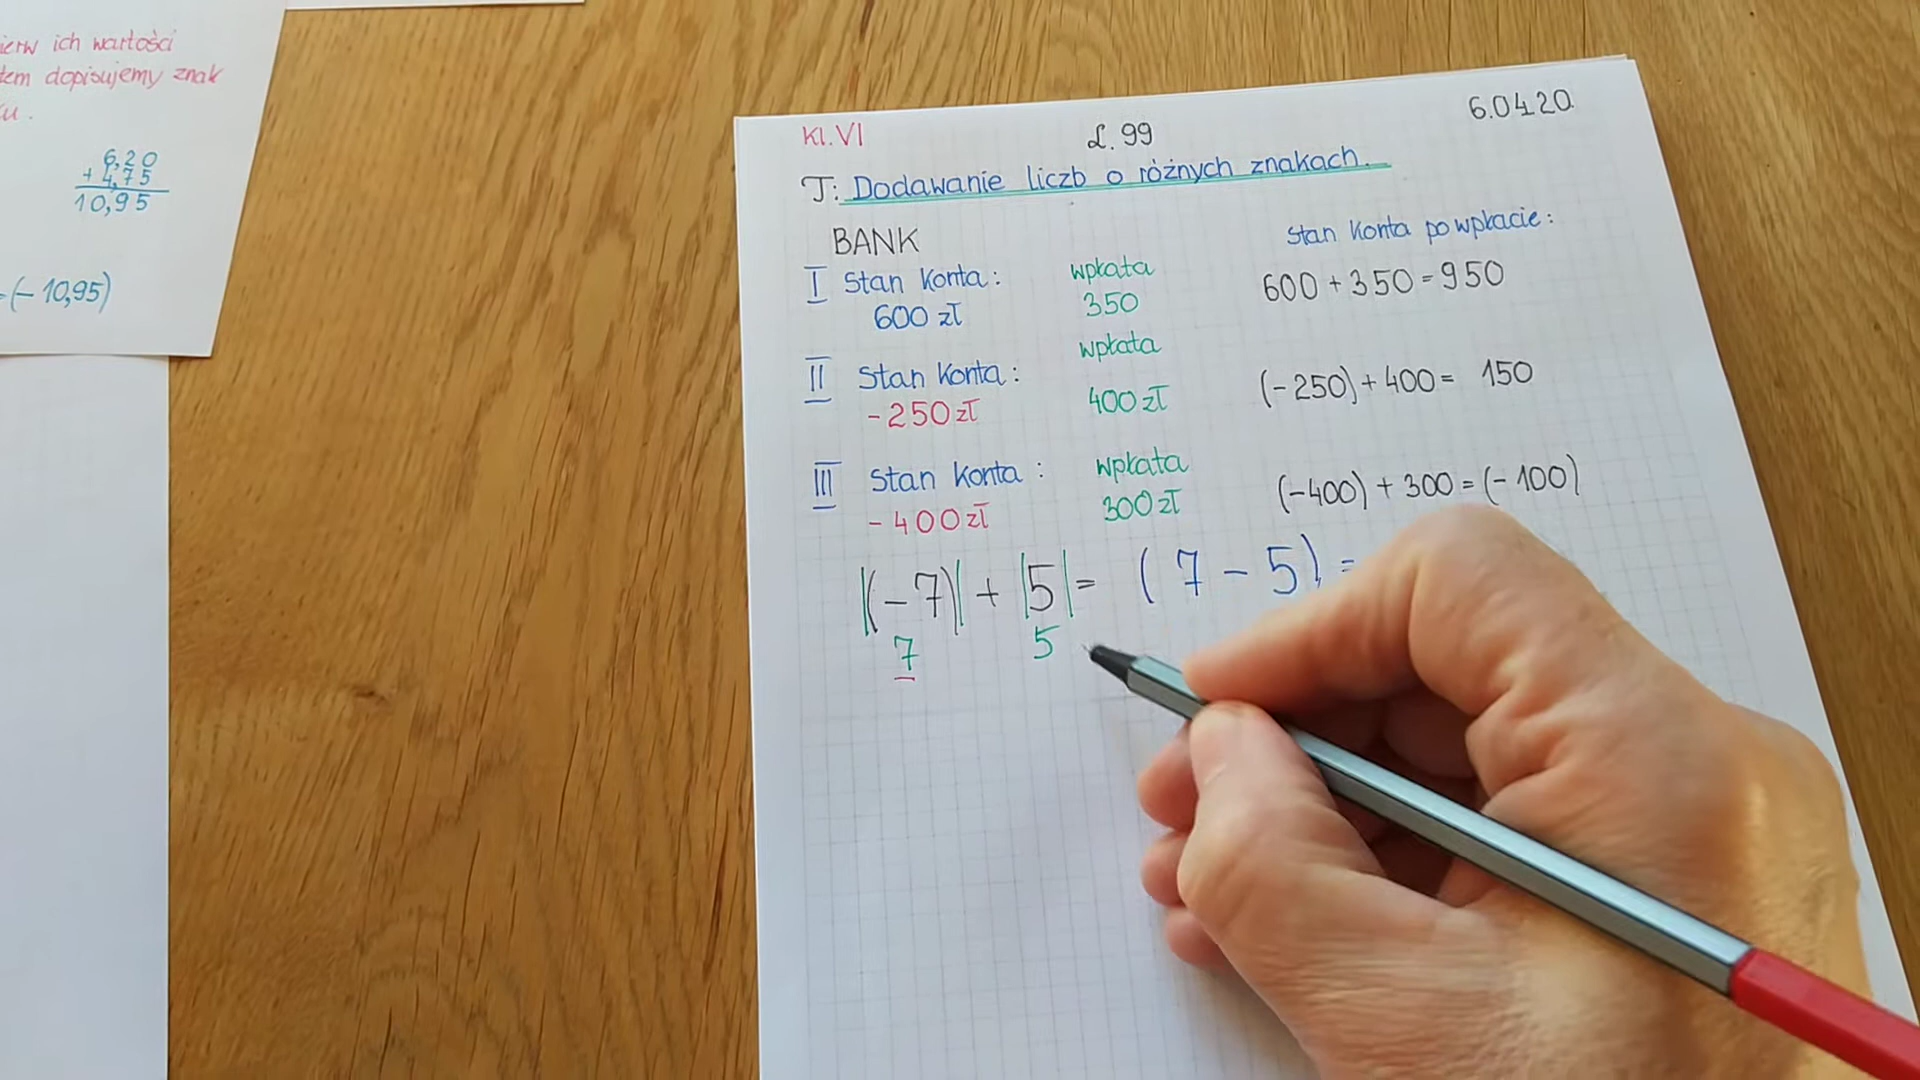 ich wartości
dopisujemy znak
6,20
+ 4,75
10,95
(- 10,95)
Kl. VI
L. 99
6.04.20.
T: Dodawanie liczb o różnych znakach.
BANK
Stan konta po wpłacie:
I Stan konta: wpłata
600 zł 350 600 + 350 = 950
II Stan konta: wpłata
-250 zł 400 zł (-250) + 400 = 150
III Stan konta: wpłata
-400 zł 300 zł (-400) + 300 = (-100)
|(-7)| + |5| = (7 - 5) =
7 5